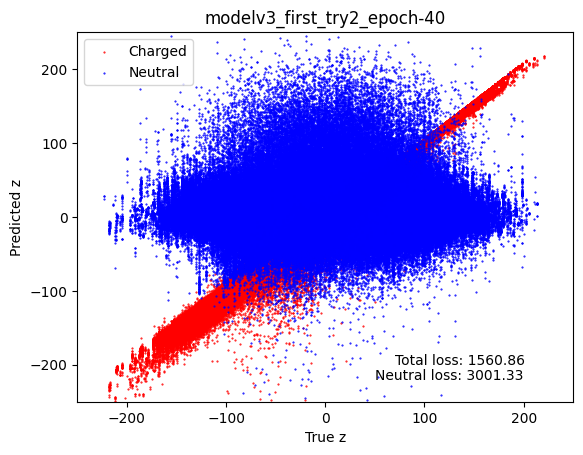 modelv3_first_try2_epoch-40
Charged
Neutral
200
100
0
−100
−200
Predicted z
Total loss: 1560.86
Neutral loss: 3001.33
−200 −100 0 100 200
True z